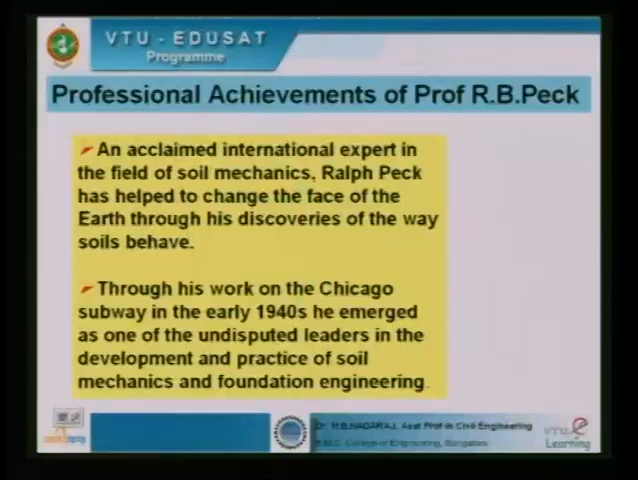 VTU - EDUSAT
Programme
Professional Achievements of Prof R.B.Peck
An acclaimed international expert in
the field of soil mechanics, Ralph Peck
has helped to change the face of the
Earth through his discoveries of the way
soils behave.
Through his work on the Chicago
subway in the early 1940s he emerged
as one of the undisputed leaders in the
development and practice of soil
mechanics and foundation engineering.
Dr. H.B.NAGARAJ, Asst Prof in Civil Engineering
B.M.S. College of Engineering, Bangalore
VTU e
Learning